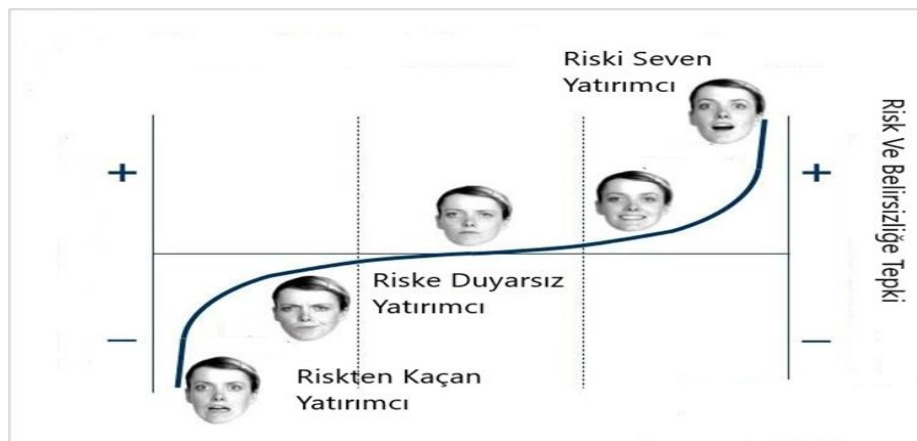 Riski Seven
Yatırımcı
+
+
Risk Ve Belirsizliğe Tepki
Riske Duyarsız
Yatırımcı
–
–
Riskten Kaçan
Yatırımcı